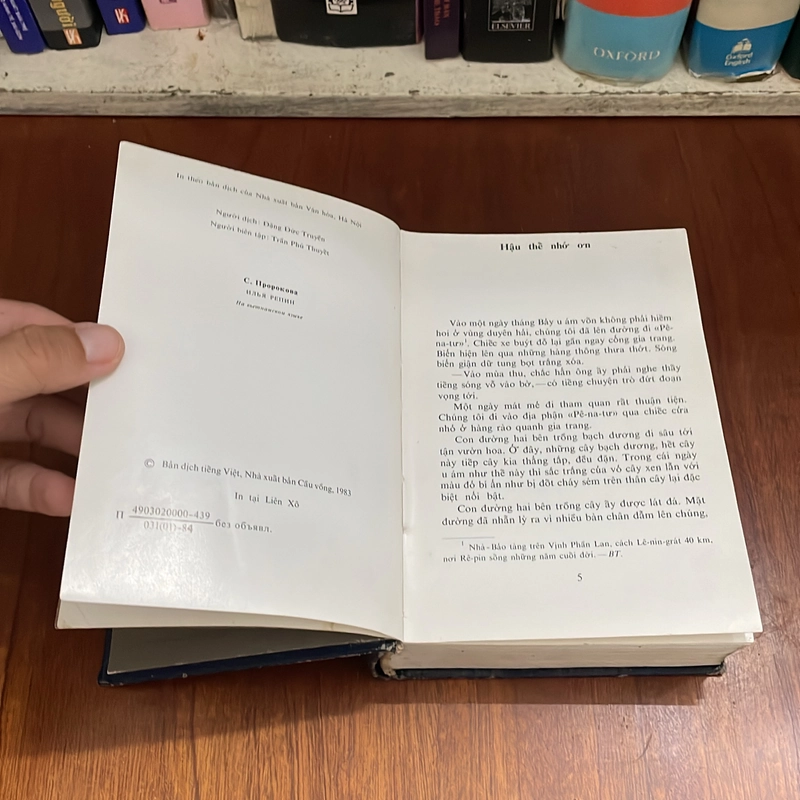 người
ELSEVIER
OXFORD
Oxford
English
In theo bản dịch của Nhà xuất bản Văn hóa, Hà Nội
Người dịch: Đặng Đức Truyền
Người biên tập: Trần Phú Thuyết
С. Пророкова
ИЛЬЯ РЕПИН
На вьетнамском языке
© Bản dịch tiếng Việt, Nhà xuất bản Cầu vồng, 1983
In tại Liên Xô
П 4903020000–439
031(01)–84 без объявл.
Hậu thế nhớ ơn
Vào một ngày tháng Bảy u ám vốn không phải hiếm
hoi ở vùng duyên hải, chúng tôi đã lên đường đi «Pê-
na-tư»¹. Chiếc xe buýt đỗ lại gần ngay cổng gia trang.
Biển hiện lên qua những hàng thông thưa thớt. Sóng
biển giận dữ tung bọt trắng xóa.
—Vào mùa thu, chắc hẳn ông ấy phải nghe thấy
tiếng sóng vỗ vào bờ,—có tiếng chuyện trò đứt đoạn
vọng tới.
Một ngày mát mẻ đi tham quan rất thuận tiện.
Chúng tôi đi vào địa phận «Pê-na-tư» qua chiếc cửa
nhỏ ở hàng rào quanh gia trang.
Con đường hai bên trồng bạch dương đi sâu tới
tận vườn hoa. Ở đây, những cây bạch dương, hết cây
này tiếp cây kia thẳng tắp, đều đặn. Trong cái ngày
u ám như thế này thì sắc trắng của vỏ cây xen lẫn với
màu đỏ bí ẩn như bị đốt cháy sém trên thân cây lại đặc
biệt nổi bật.
Con đường hai bên trồng cây ấy được lát đá. Mặt
đường đã nhẵn lỳ ra vì nhiều bàn chân dẫm lên chúng,
¹ Nhà-Bảo tàng trên Vịnh Phần Lan, cách Lê-nin-grát 40 km,
nơi Rê-pin sống những năm cuối đời.—BT.
5